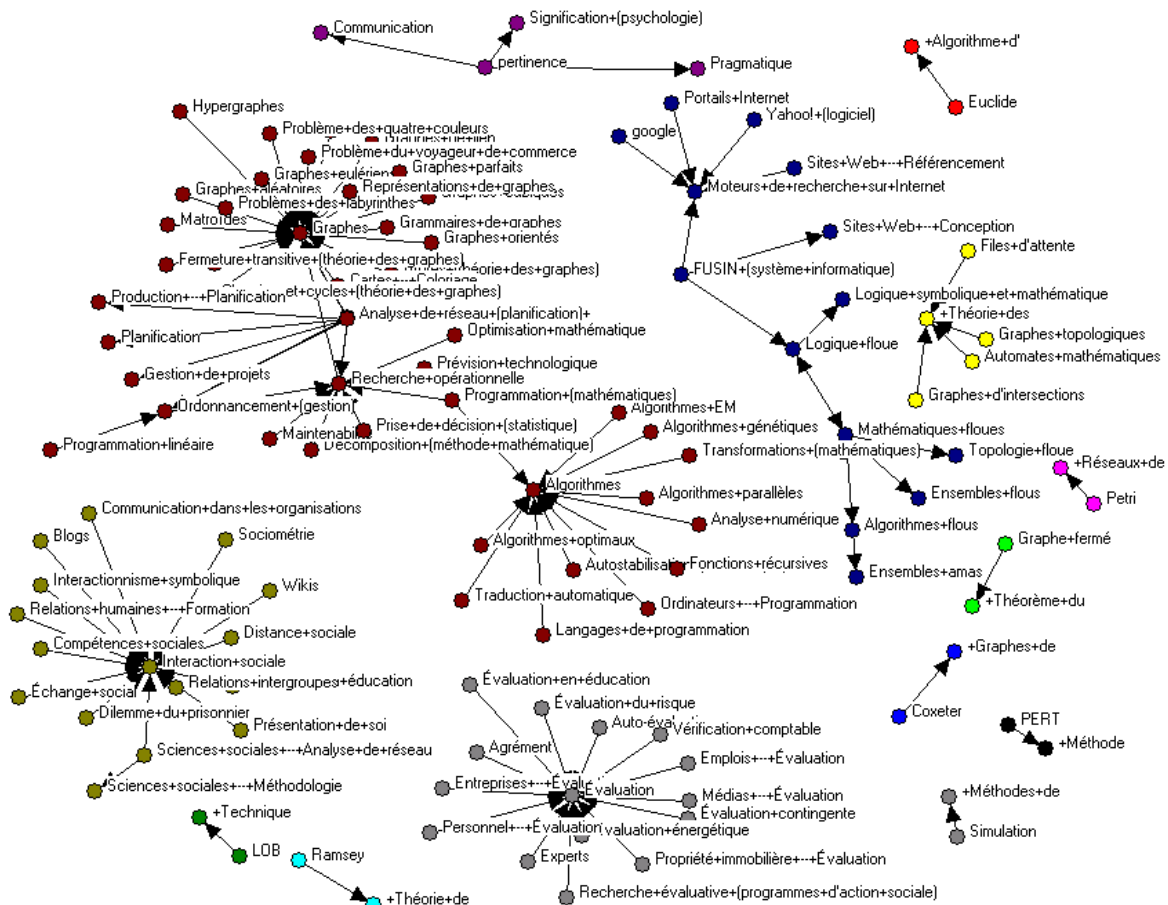 Communication
Signification+(psychologie)
pertinence
Pragmatique
+Algorithme+d'
Euclide
Hypergraphes
Portails+Internet
Yahoo!+(logiciel)
google
Problème+des+quatre+couleurs
Problème+du+voyageur+de+commerce
Graphes+parfaits
Graphes+eulérien
Sites+Web+--+Référencement
Représentations+de+graphes
Moteurs+de+recherche+sur+Internet
Problèmes+des+labyrinthes
Matroïdes
Graphes
Grammaires+de+graphes
Graphes+orientés
Sites+Web+--+Conception
Files+d'attente
Fermeture+transitive+(théorie+des+graphes)
FUSIN+(système+informatique)
et+cycles+(théorie+des+graphes)
Production+--+Planification
Logique+symbolique+et+mathématique
Analyse+de+réseau+(planification)+
+Théorie+des
Optimisation+mathématique
Planification
Logique+floue
Graphes+topologiques
Automates+mathématiques
Prévision+technologique
Gestion+de+projets
Recherche+opérationnelle
Programmation+(mathématiques)
Graphes+d'intersections
Ordonnancement+(gestion)
Algorithmes+EM
Prise+de+décision+(statistique)
Maintenabilit
Algorithmes+génétiques
Mathématiques+floues
Programmation+linéaire
Décomposition+(méthode+mathématique)
Transformations+(mathématiques)
Topologie+floue
+Réseaux+de
Algorithmes
Algorithmes+parallèles
Ensembles+flous
Petri
Communication+dans+les+organisations
Analyse+numérique
Algorithmes+flous
Blogs
Sociométrie
Algorithmes+optimaux
Graphe+fermé
Autostabilisation
Fonctions+récursives
Ensembles+amas
Interactionnisme+symbolique
Wikis
Traduction+automatique
Ordinateurs+--+Programmation
+Théorème+du
Relations+humaines+--+Formation
Distance+sociale
Langages+de+programmation
Compétences+sociales
Interaction+sociale
+Graphes+de
Relations+intergroupes+éducation
Évaluation+en+éducation
Échange+social
Évaluation+du+risque
Dilemme+du+prisonnier
Coxeter
Présentation+de+soi
Auto-éval
Vérification+comptable
PERT
Agrément
+Méthode
Sciences+sociales+--+Analyse+de+réseau
Emplois+--+Évaluation
Sciences+sociales+--+Méthodologie
Entreprises+--+Évalu
Évaluation
Médias+--+Évaluation
+Méthodes+de
+Technique
Évaluation+contingente
Personnel+--+Évaluation
valuation+énergétique
Simulation
LOB
Ramsey
Experts
Propriété+immobilière+--+Évaluation
+Théorie+de
Recherche+évaluative+(programmes+d'action+sociale)